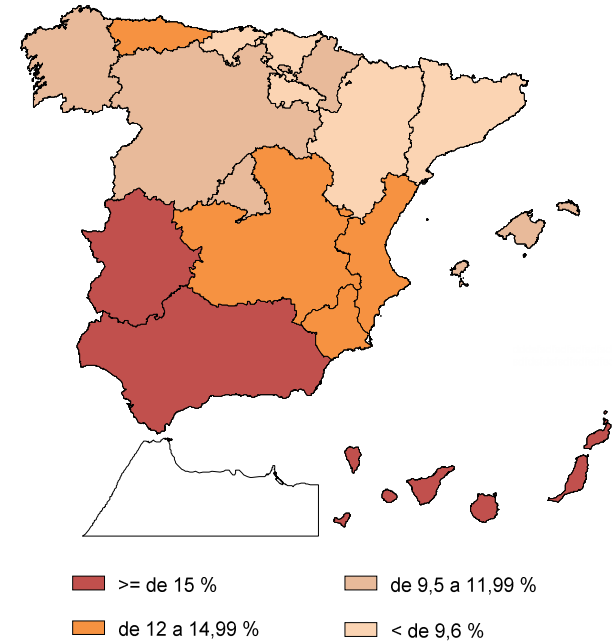 >= de 15 %
de 9,5 a 11,99 %
de 12 a 14,99 %
< de 9,6 %